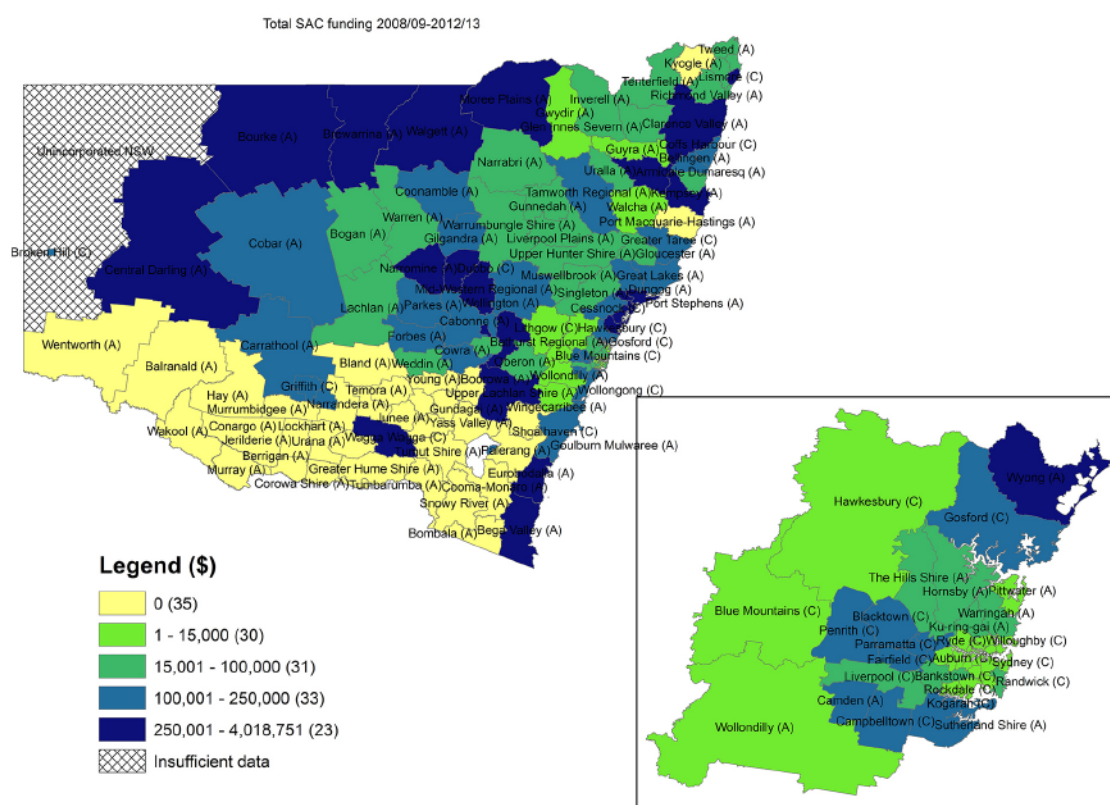 Total SAC funding 2008/09-2012/13
Tweed (A)
Kyogle (A)
Lismore (C)
Tenterfield (A)
Richmond Valley (A)
Moree Plains (A)
Inverell (A)
Gwydir (A)
Glen Innes Severn (A)
Clarence Valley (A)
Bourke (A)
Brewarrina (A)
Walgett (A)
Coffs Harbour (C)
Guyra (A)
Bellingen (A)
Unincorporated NSW
Narrabri (A)
Uralla (A)
Armidale Dumaresq (A)
Coonamble (A)
Tamworth Regional (A)
Kempsey (A)
Gunnedah (A)
Walcha (A)
Warren (A)
Port Macquarie-Hastings (A)
Warrumbungle Shire (A)
Bogan (A)
Gilgandra (A)
Liverpool Plains (A)
Greater Taree (C)
Cobar (A)
Upper Hunter Shire (A)
Gloucester (A)
Broken Hill (C)
Central Darling (A)
Narromine (A)
Dubbo (C)
Muswellbrook (A)
Great Lakes (A)
Mid-Western Regional (A)
Singleton (A)
Dungog (A)
Lachlan (A)
Parkes (A)
Wellington (A)
Port Stephens (A)
Cessnock (C)
Cabonne (A)
Lithgow (C)
Hawkesbury (C)
Forbes (A)
Bathurst Regional (A)
Gosford (C)
Wentworth (A)
Carrathool (A)
Cowra (A)
Blue Mountains (C)
Balranald (A)
Bland (A)
Weddin (A)
Oberon (A)
Wollondilly (A)
Griffith (C)
Young (A)
Boorowa (A)
Hay (A)
Temora (A)
Upper Lachlan Shire (A)
Wollongong (C)
Murrumbidgee (A)
Narrandera (A)
Gundagai (A)
Wingecarribee (A)
Junee (A)
Yass Valley (A)
Conargo (A)
Lockhart (A)
Wakool (A)
Wagga Wagga (C)
Shoalhaven (C)
Jerilderie (A)
Urana (A)
Tumut Shire (A)
Palerang (A)
Goulburn Mulwaree (A)
Berrigan (A)
Murray (A)
Greater Hume Shire (A)
Eurobodalla (A)
Corowa Shire (A)
Tumbarumba (A)
Cooma-Monaro (A)
Snowy River (A)
Bombala (A)
Bega Valley (A)
Legend ($)
0 (35)
1 - 15,000 (30)
15,001 - 100,000 (31)
100,001 - 250,000 (33)
250,001 - 4,018,751 (23)
Insufficient data
Wyong (A)
Hawkesbury (C)
Gosford (C)
The Hills Shire (A)
Hornsby (A)
Pittwater (A)
Blue Mountains (C)
Blacktown (C)
Warringah (A)
Penrith (C)
Ku-ring-gai (A)
Parramatta (C)
Ryde (C)
Willoughby (C)
Fairfield (C)
Auburn (C)
Sydney (C)
Liverpool (C)
Bankstown (C)
Randwick (C)
Rockdale (C)
Camden (A)
Kogarah (C)
Wollondilly (A)
Campbelltown (C)
Sutherland Shire (A)